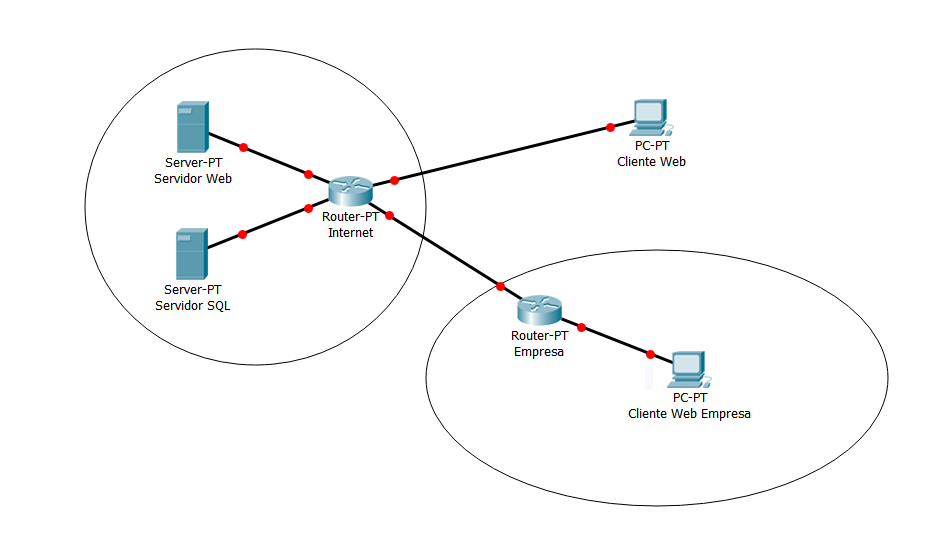 PC-PT
Cliente Web
Server-PT
Servidor Web
Router-PT
Internet
Server-PT
Servidor SQL
Router-PT
Empresa
PC-PT
Cliente Web Empresa